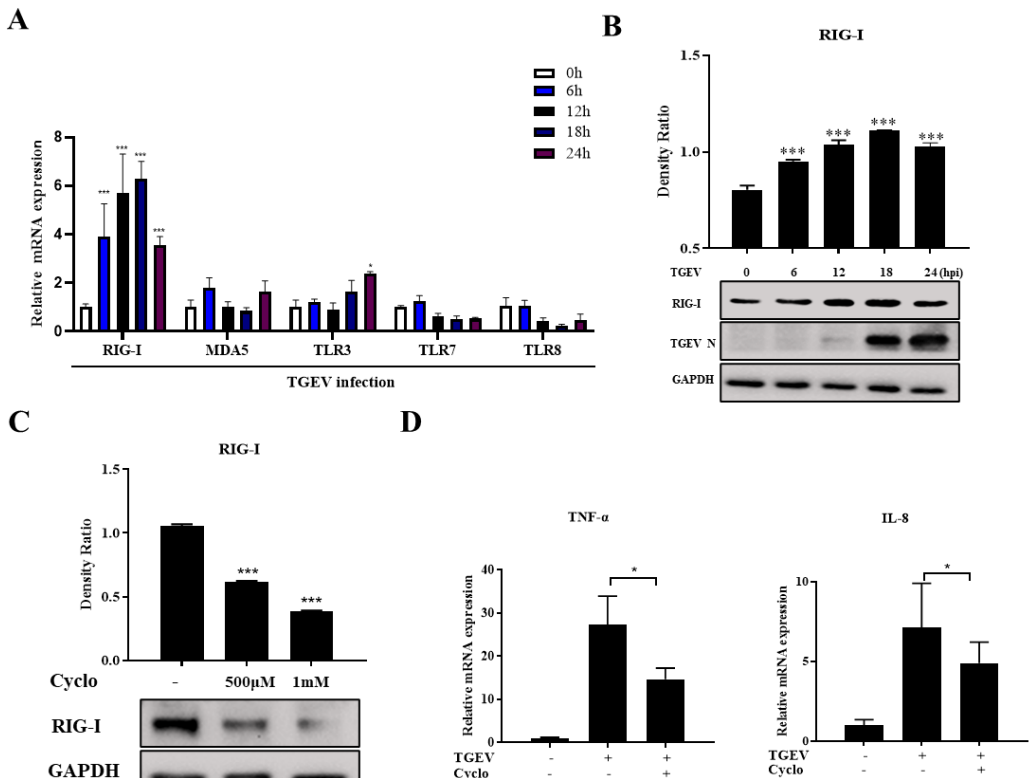 A
0h
6h
12h
18h
24h
Relative mRNA expression
8
6
4
2
0
***
***
***
***
*
RIG-I MDA5 TLR3 TLR7 TLR8
TGEV infection
B
RIG-I
Density Ratio
1.5
1.0
0.5
***
***
***
***
TGEV 0 6 12 18 24 (hpi)
RIG-I
TGEV N
GAPDH
C
RIG-I
Density Ratio
1.5
1.0
0.5
0.0
***
***
Cyclo - 500μM 1mM
RIG-I
GAPDH
D
TNF-α
Relative mRNA expression
40
30
20
10
0
*
TGEV - + +
Cyclo - - +
IL-8
Relative mRNA expression
10
5
0
*
TGEV - + +
Cyclo - - +